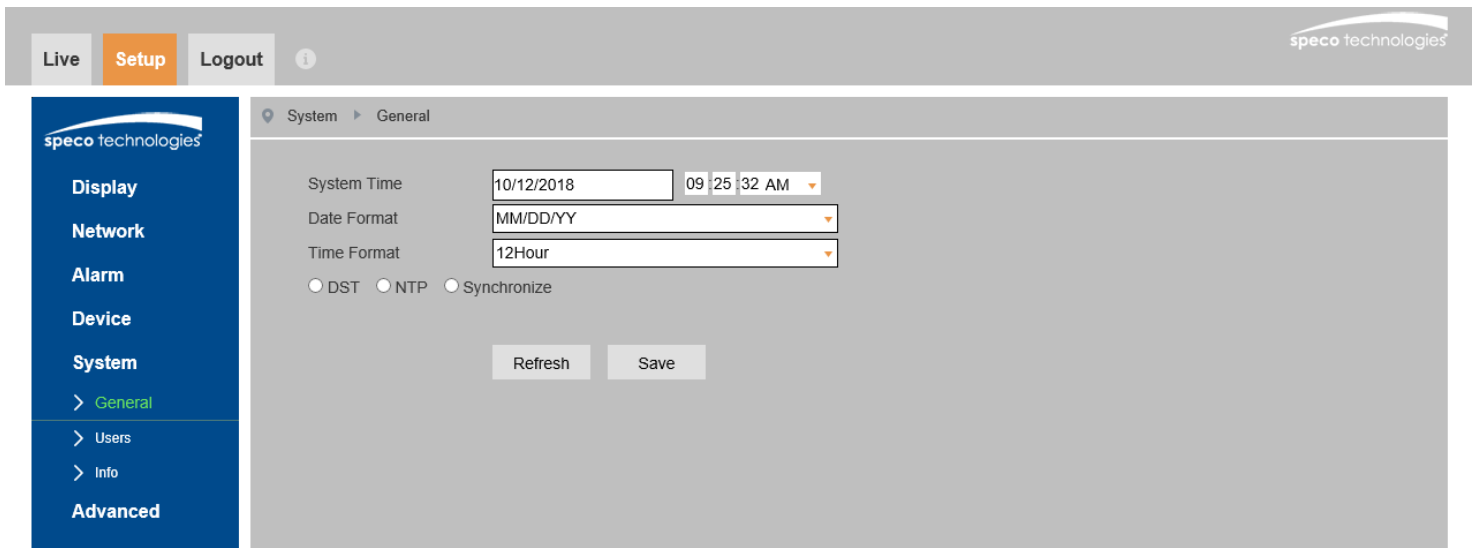 speco technologies
Live Setup Logout
speco technologies
Display
Network
Alarm
Device
System
General
Users
Info
Advanced
System General
System Time 10/12/2018 09:25:32 AM
Date Format MM/DD/YY
Time Format 12Hour
DST NTP Synchronize
Refresh Save